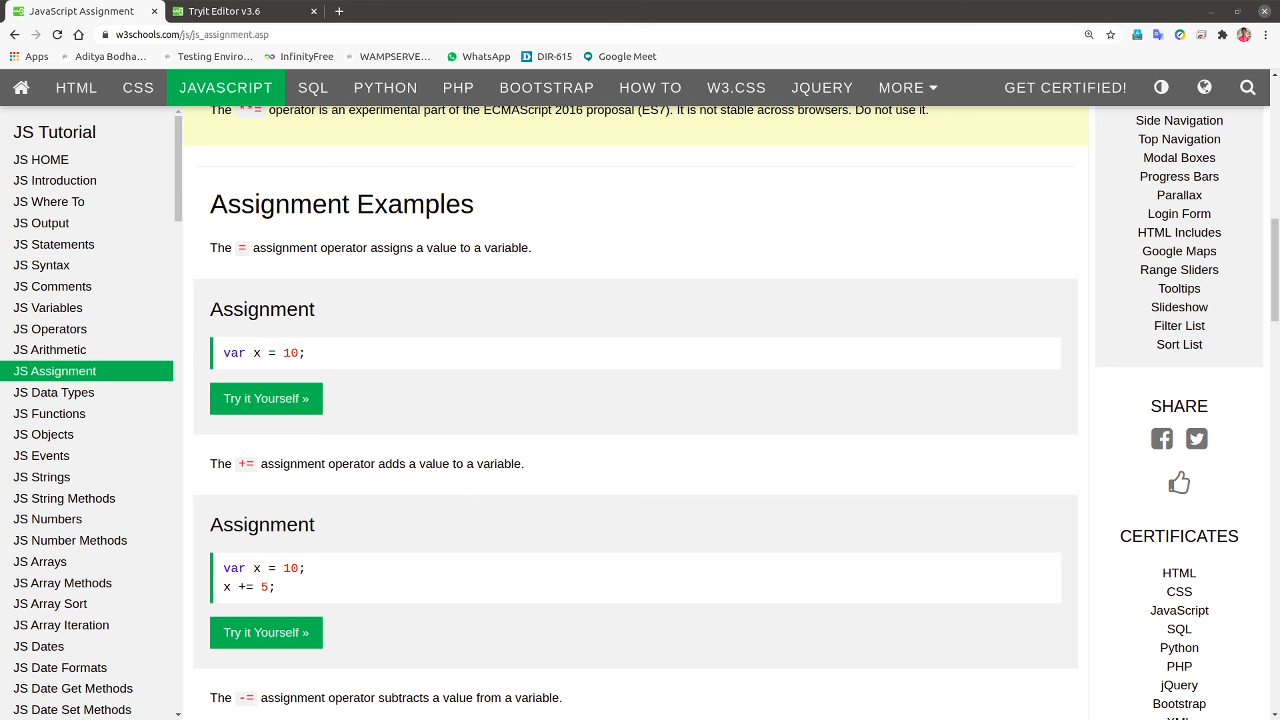 JavaScript Assignment
Tryit Editor v3.6
w3schools.com/js/js_assignment.asp
Apps
Aditya Bodha...
Testing Enviro...
InfinityFree
WAMPSERVE...
WhatsApp
DIR-615
Google Meet
HTML
CSS
JAVASCRIPT
SQL
PYTHON
PHP
BOOTSTRAP
HOW TO
W3.CSS
JQUERY
MORE
GET CERTIFIED!
JS Tutorial
JS HOME
JS Introduction
JS Where To
JS Output
JS Statements
JS Syntax
JS Comments
JS Variables
JS Operators
JS Arithmetic
JS Assignment
JS Data Types
JS Functions
JS Objects
JS Events
JS Strings
JS String Methods
JS Numbers
JS Number Methods
JS Arrays
JS Array Methods
JS Array Sort
JS Array Iteration
JS Dates
JS Date Formats
JS Date Get Methods
JS Date Set Methods
The **= operator is an experimental part of the ECMAScript 2016 proposal (ES7). It is not stable across browsers. Do not use it.
Assignment Examples
The = assignment operator assigns a value to a variable.
Assignment
var x = 10;
Try it Yourself »
The += assignment operator adds a value to a variable.
Assignment
var x = 10;
x += 5;
Try it Yourself »
The -= assignment operator subtracts a value from a variable.
Side Navigation
Top Navigation
Modal Boxes
Progress Bars
Parallax
Login Form
HTML Includes
Google Maps
Range Sliders
Tooltips
Slideshow
Filter List
Sort List
SHARE
CERTIFICATES
HTML
CSS
JavaScript
SQL
Python
PHP
jQuery
Bootstrap